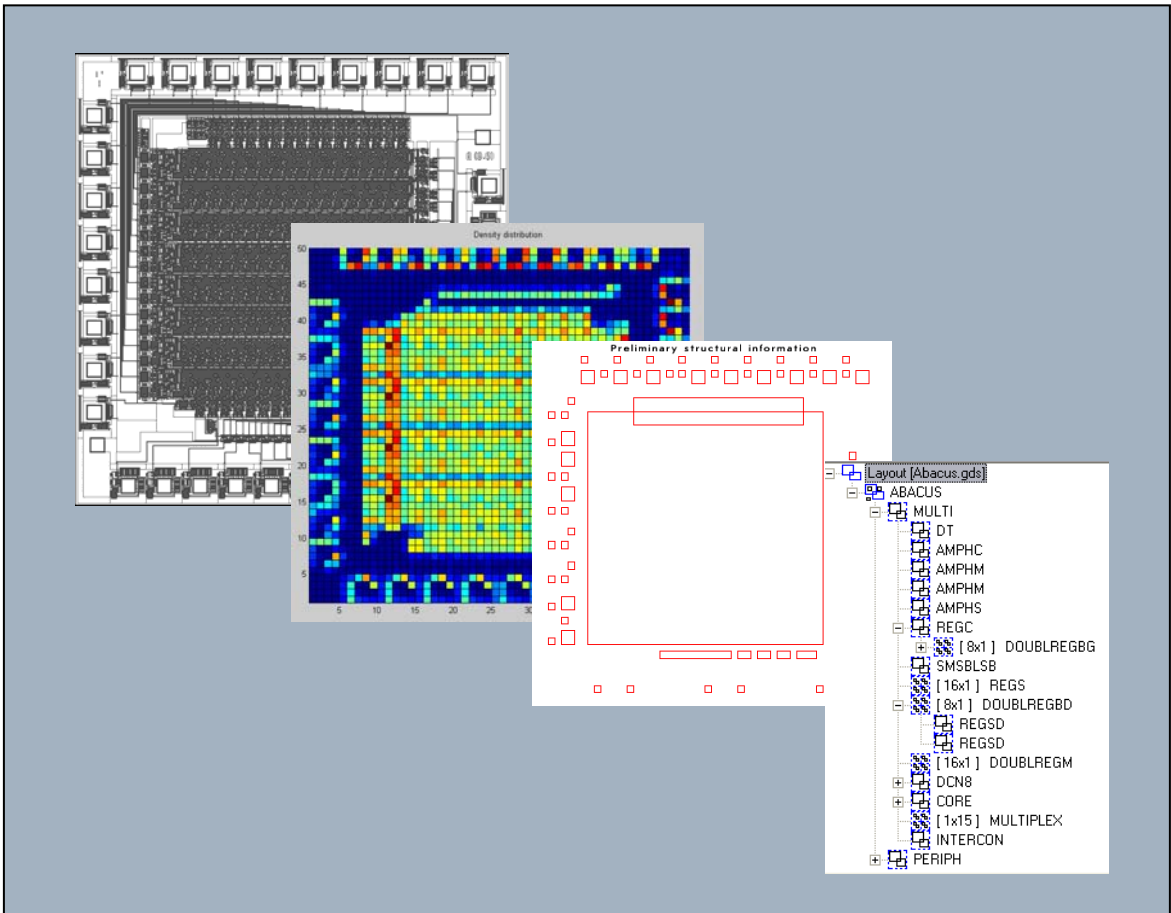 Density distribution
50
45
40
35
30
25
20
15
10
5
5 10 15 20 25 30
Preliminary structural information
Layout [Abacus.gds]
ABACUS
MULTI
DT
AMPHC
AMPHM
AMPHM
AMPHS
REGC
[ 8x1 ] DOUBLREGBG
SMSBLSB
[ 16x1 ] REGS
[ 8x1 ] DOUBLREGBD
REGSD
REGSD
[ 16x1 ] DOUBLREGM
DCN8
CORE
[ 1x15 ] MULTIPLEX
INTERCON
PERIPH